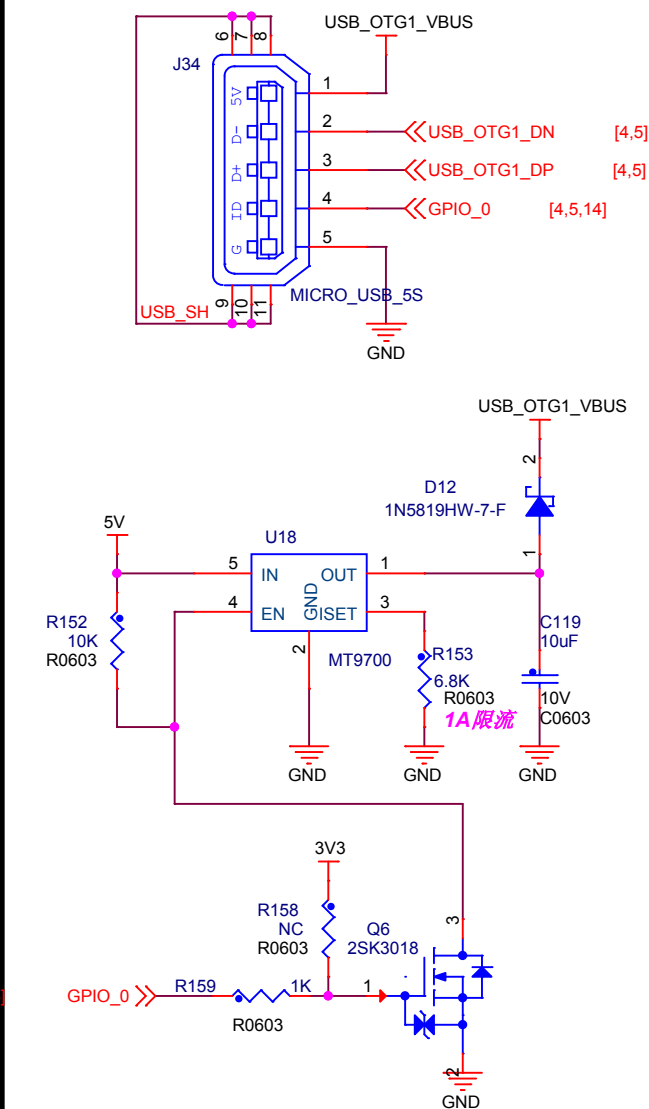 USB_OTG1_VBUS
6
7
8
J34
5V
1
D-
2
USB_OTG1_DN [4,5]
D+
3
USB_OTG1_DP [4,5]
ID
4
GPIO_0 [4,5,14]
G
5
MICRO_USB_5S
9
10
11
USB_SH
GND
USB_OTG1_VBUS
2
D12
1N5819HW-7-F
1
5V
U18
5
IN
OUT
1
4
EN
GND
ISET
3
2
MT9700
R152
10K
R0603
R153
6.8K
R0603
1A限流
C119
10uF
10V
C0603
GND
GND
GND
3V3
R158
NC
R0603
Q6
2SK3018
3
GPIO_0
R159
1K
1
R0603
2
GND